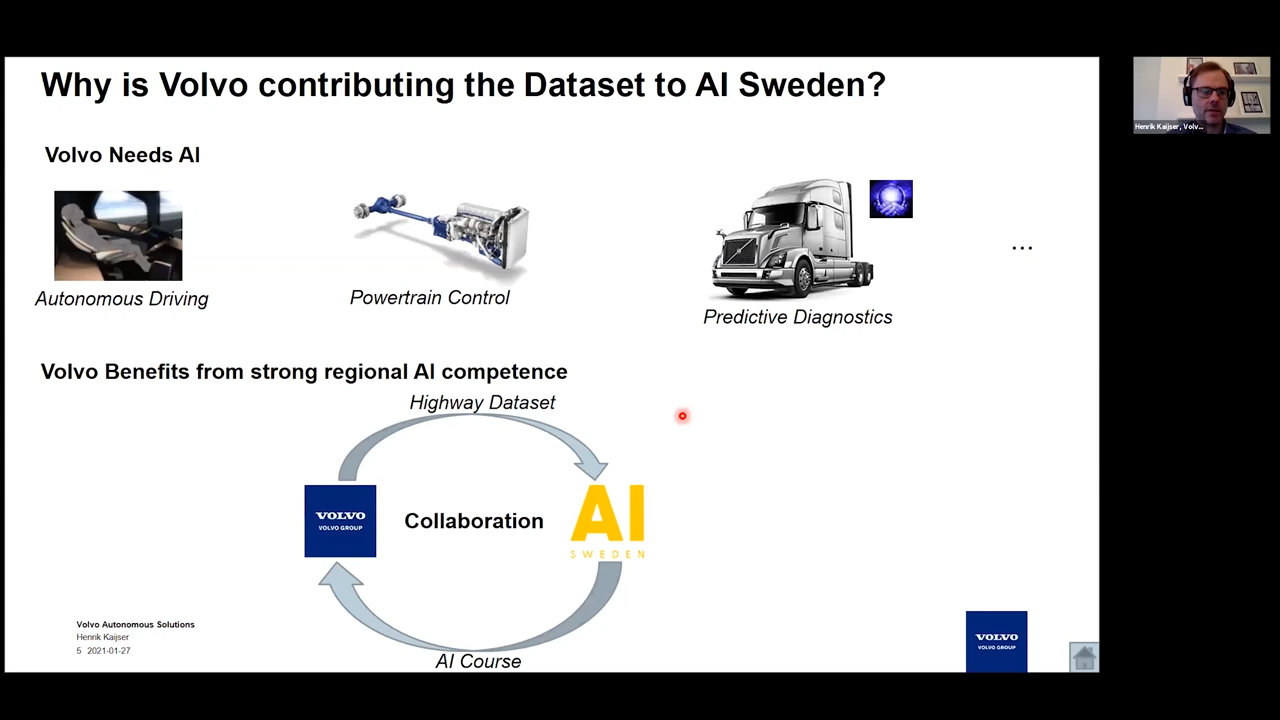 Why is Volvo contributing the Dataset to AI Sweden?
Henrik Kaijser, Volv...
Volvo Needs AI
Autonomous Driving
Powertrain Control
Predictive Diagnostics
...
Volvo Benefits from strong regional AI competence
Highway Dataset
VOLVO
VOLVO GROUP
Collaboration
AI
SWEDEN
AI Course
Volvo Autonomous Solutions
Henrik Kaijser
5 2021-01-27
VOLVO
VOLVO GROUP